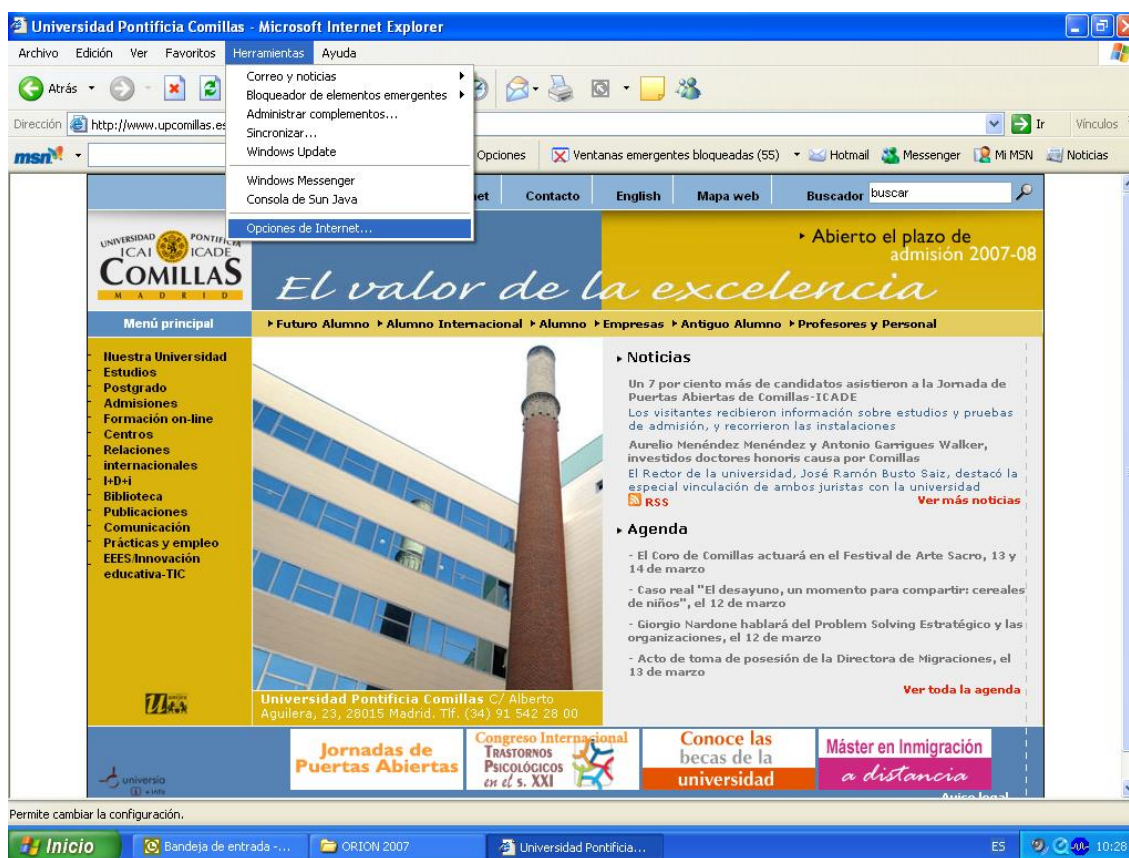 Universidad Pontificia Comillas - Microsoft Internet Explorer
Archivo Edición Ver Favoritos Herramientas Ayuda
Correo y noticias
Bloqueador de elementos emergentes
Administrar complementos...
Sincronizar...
Windows Update
Windows Messenger
Consola de Sun Java
Opciones de Internet...
Atrás
Dirección http://www.upcomillas.es Ir Vínculos
msn Opciones Ventanas emergentes bloqueadas (55) Hotmail Messenger Mi MSN Noticias
Contacto English Mapa web Buscador buscar
UNIVERSIDAD PONTIFICIA
ICAI ICADE
COMILLAS
MADRID
Abierto el plazo de
admisión 2007-08
El valor de la excelencia
Menú principal
Futuro Alumno Alumno Internacional Alumno Empresas Antiguo Alumno Profesores y Personal
Nuestra Universidad
Estudios
Postgrado
Admisiones
Formación on-line
Centros
Relaciones
internacionales
I+D+i
Biblioteca
Publicaciones
Comunicación
Prácticas y empleo
EEES/Innovación
educativa-TIC
Noticias
Un 7 por ciento más de candidatos asistieron a la Jornada de
Puertas Abiertas de Comillas-ICADE
Los visitantes recibieron información sobre estudios y pruebas
de admisión, y recorrieron las instalaciones
Aurelio Menéndez Menéndez y Antonio Garrigues Walker,
investidos doctores honoris causa por Comillas
El Rector de la universidad, José Ramón Busto Saiz, destacó la
especial vinculación de ambos juristas con la universidad
RSS Ver más noticias
Agenda
- El Coro de Comillas actuará en el Festival de Arte Sacro, 13 y
14 de marzo
- Caso real "El desayuno, un momento para compartir: cereales
de niños", el 12 de marzo
- Giorgio Nardone hablará del Problem Solving Estratégico y las
organizaciones, el 12 de marzo
- Acto de toma de posesión de la Directora de Migraciones, el
13 de marzo
Ver toda la agenda
Universidad Pontificia Comillas C/ Alberto
Aguilera, 23, 28015 Madrid. Tlf. (34) 91 542 28 00
universia
+ info
Jornadas de
Puertas Abiertas
Congreso Internacional
TRASTORNOS
PSICOLÓGICOS
en el s. XXI
Conoce las
becas de la
universidad
Máster en Inmigración
a distancia
Aviso legal
Permite cambiar la configuración.
Inicio Bandeja de entrada -... ORION 2007 Universidad Pontificia... ES 10:28